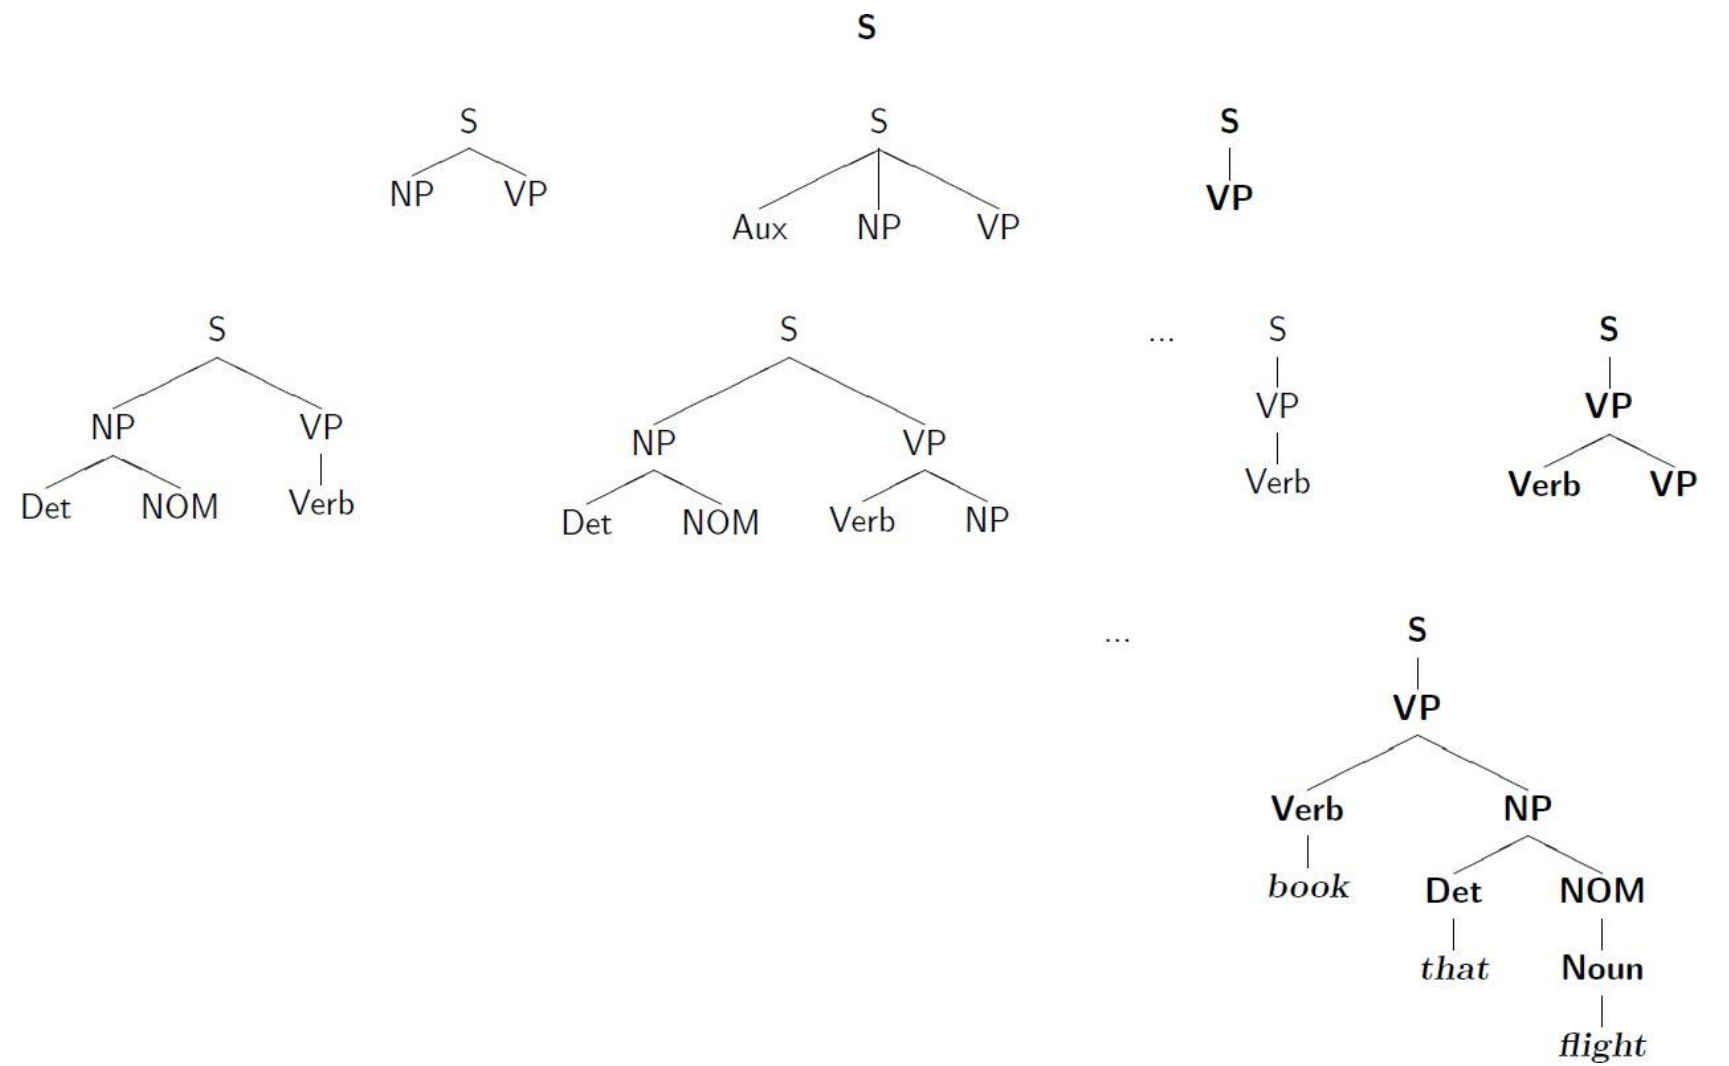 S
S S S
NP VP Aux NP VP VP
S S ... S S
NP VP NP VP VP VP
Det NOM Verb Det NOM Verb NP Verb Verb VP
... S
VP
Verb NP
book Det NOM
that Noun
flight